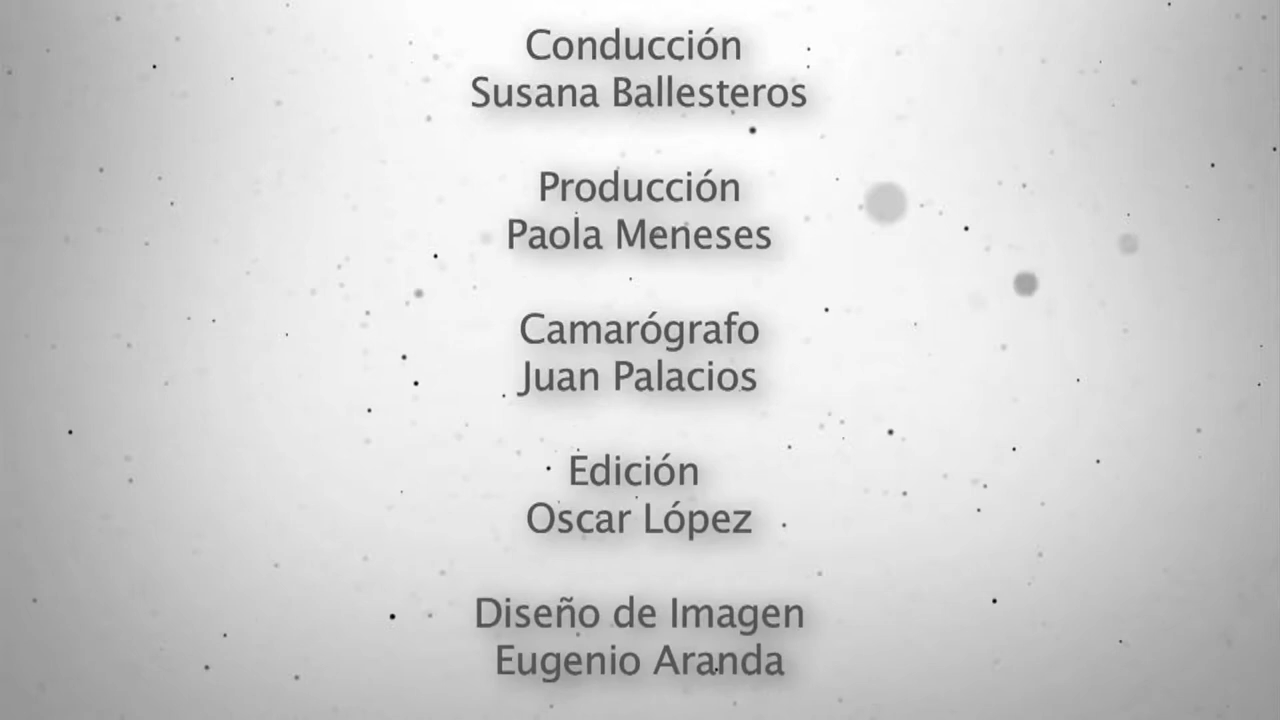 Conducción
Susana Ballesteros
Producción
Paola Meneses
Camarógrafo
Juan Palacios
Edición
Oscar López
Diseño de Imagen
Eugenio Aranda